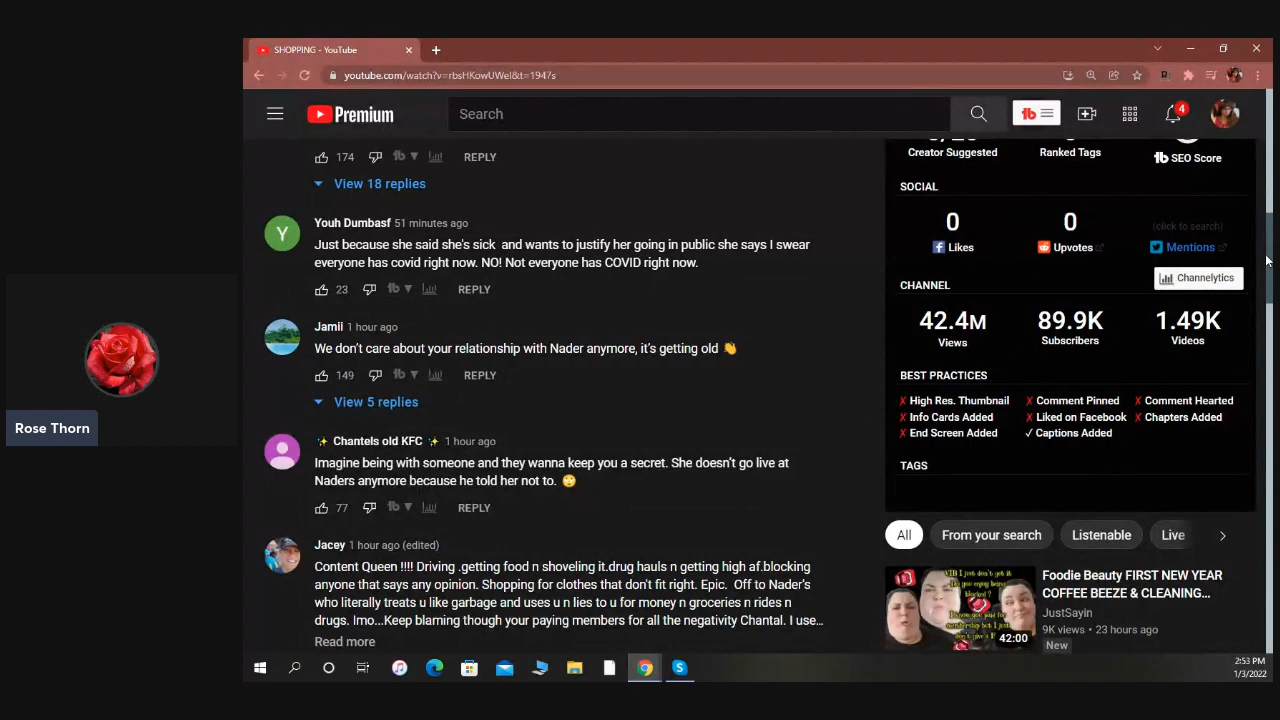 SHOPPING - YouTube
youtube.com/watch?v=rbsHKowUWeI&t=1947s
Premium
Search
tb
4
174
REPLY
View 18 replies
Y
Youh Dumbasf 51 minutes ago
Just because she said she's sick and wants to justify her going in public she says I swear
everyone has covid right now. NO! Not everyone has COVID right now.
23
REPLY
Jamil 1 hour ago
We don't care about your relationship with Nader anymore, it's getting old 👏
149
REPLY
View 5 replies
✨ Chantels old KFC ✨ 1 hour ago
Imagine being with someone and they wanna keep you a secret. She doesn't go live at
Naders anymore because he told her not to. 🙄
77
REPLY
Jacey 1 hour ago (edited)
Content Queen !!!! Driving .getting food n shoveling it.drug hauls n getting high af.blocking
anyone that says any opinion. Shopping for clothes that don't fit right. Epic. Off to Nader's
who literally treats u like garbage and uses u n lies to u for money n groceries n rides n
drugs. Imo...Keep blaming though your paying members for all the negativity Chantal. I use...
Read more
Creator Suggested Ranked Tags tb SEO Score
SOCIAL
0 0 (click to search)
Likes Upvotes Mentions
CHANNEL Channelytics
42.4M 89.9K 1.49K
Views Subscribers Videos
BEST PRACTICES
✗ High Res. Thumbnail ✗ Comment Pinned ✗ Comment Hearted
✗ Info Cards Added ✗ Liked on Facebook ✗ Chapters Added
✗ End Screen Added ✓ Captions Added
TAGS
All From your search Listenable Live
42:00
Foodie Beauty FIRST NEW YEAR
COFFEE BEEZE & CLEANING...
JustSayin
9K views • 23 hours ago
New
Rose Thorn
2:53 PM
1/3/2022